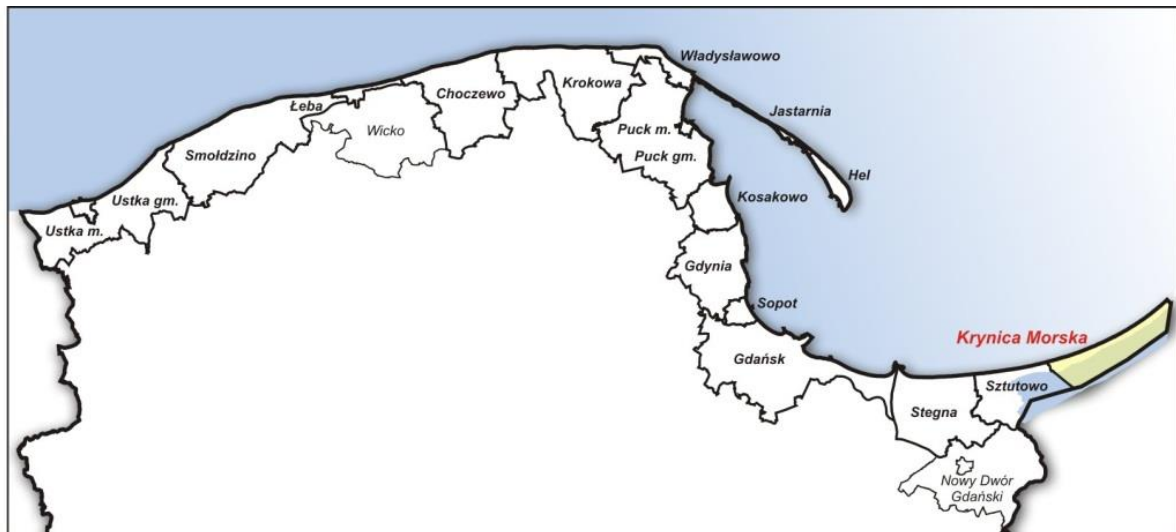 Władysławowo
Krokowa
Choczewo
Łeba
Jastarnia
Wicko
Puck m.
Smołdzino
Puck gm.
Hel
Ustka gm.
Kosakowo
Ustka m.
Gdynia
Sopot
Krynica Morska
Gdańsk
Sztutowo
Stegna
Nowy Dwór
Gdański